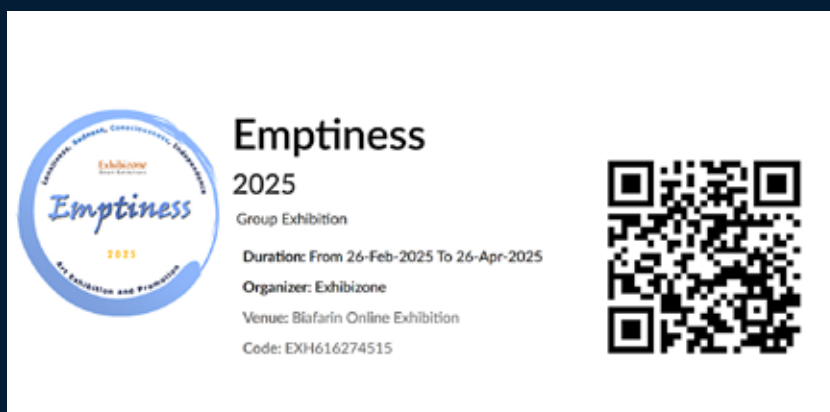 Loneliness, Sadness, Consciousness, Independence
Exhibizone
Emptiness
2025
Art Exhibition and Promotion
Emptiness
2025
Group Exhibition
Duration: From 26-Feb-2025 To 26-Apr-2025
Organizer: Exhibizone
Venue: Biafarin Online Exhibition
Code: EXH616274515